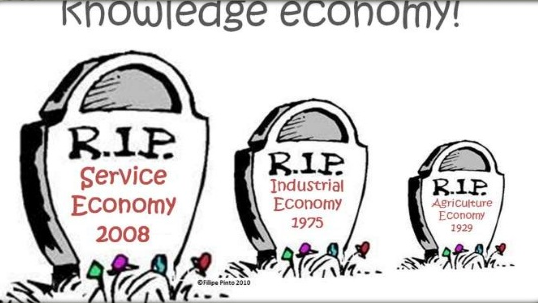 knowledge economy!
R.I.P.
Service
Economy
2008
R.I.P.
Industrial
Economy
1975
R.I.P.
Agriculture
Economy
1929
©Filipe Pinto 2010